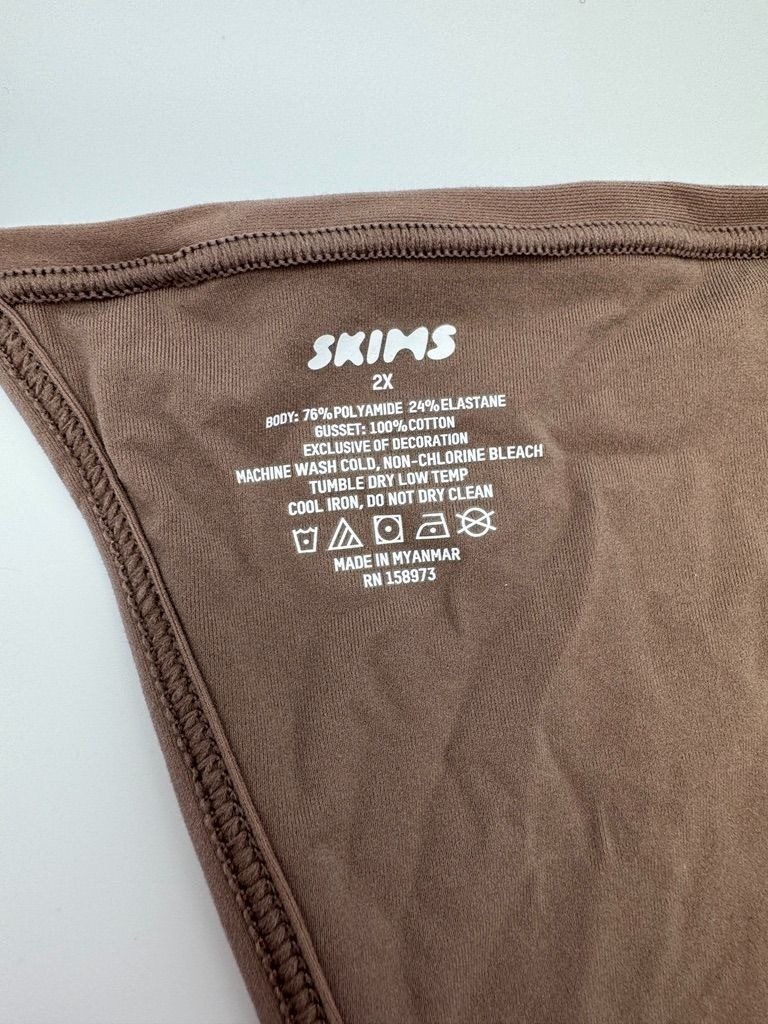 SKIMS
2X
BODY: 76% POLYAMIDE 24% ELASTANE
GUSSET: 100% COTTON
EXCLUSIVE OF DECORATION
MACHINE WASH COLD, NON-CHLORINE BLEACH
TUMBLE DRY LOW TEMP
COOL IRON, DO NOT DRY CLEAN
MADE IN MYANMAR
RN 158973